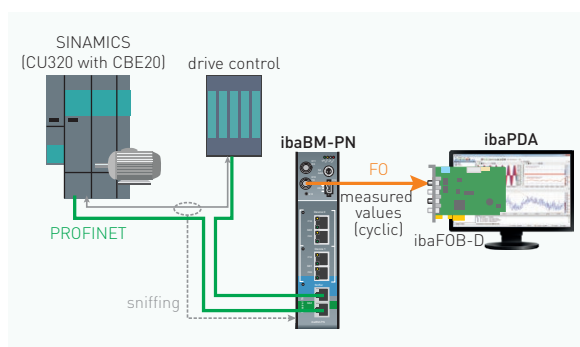 SINAMICS
(CU320 with CBE20)
drive control
ibaBM-PN
ibaPDA
FO
measured
values
(cyclic)
ibaFOB-D
PROFINET
sniffing